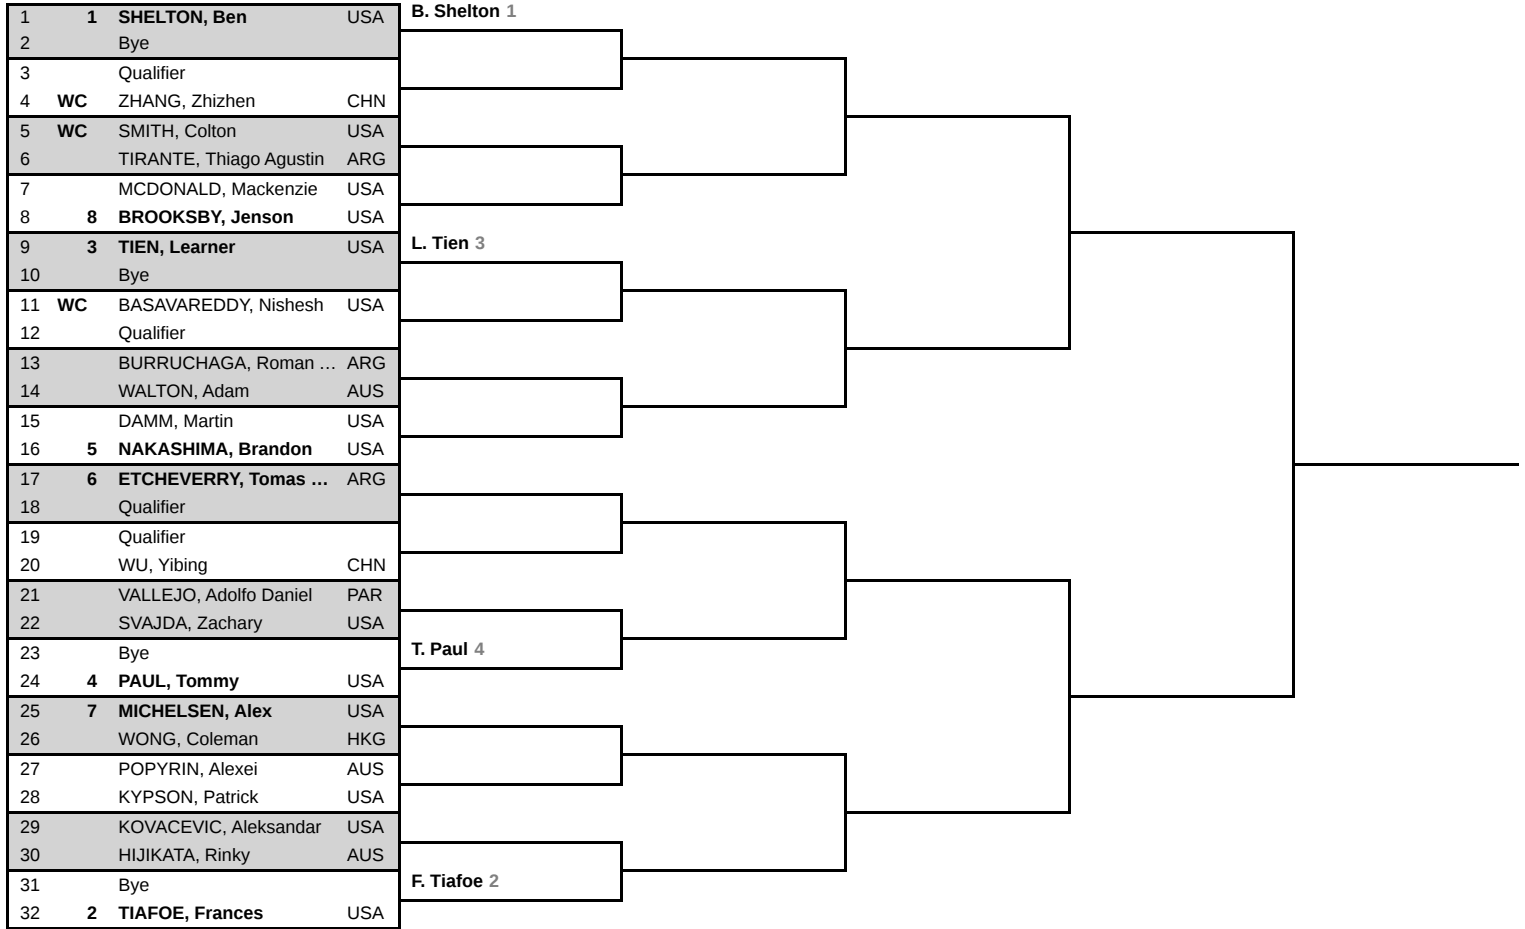 1 1 SHELTON, Ben USA B. Shelton 1
2 Bye
3 Qualifier
4 WC ZHANG, Zhizhen CHN
5 WC SMITH, Colton USA
6 TIRANTE, Thiago Agustin ARG
7 MCDONALD, Mackenzie USA
8 8 BROOKSBY, Jenson USA
9 3 TIEN, Learner USA L. Tien 3
10 Bye
11 WC BASAVAREDDY, Nishesh USA
12 Qualifier
13 BURRUCHAGA, Roman … ARG
14 WALTON, Adam AUS
15 DAMM, Martin USA
16 5 NAKASHIMA, Brandon USA
17 6 ETCHEVERRY, Tomas … ARG
18 Qualifier
19 Qualifier
20 WU, Yibing CHN
21 VALLEJO, Adolfo Daniel PAR
22 SVAJDA, Zachary USA
23 Bye T. Paul 4
24 4 PAUL, Tommy USA
25 7 MICHELSEN, Alex USA
26 WONG, Coleman HKG
27 POPYRIN, Alexei AUS
28 KYPSON, Patrick USA
29 KOVACEVIC, Aleksandar USA
30 HIJIKATA, Rinky AUS
31 Bye F. Tiafoe 2
32 2 TIAFOE, Frances USA